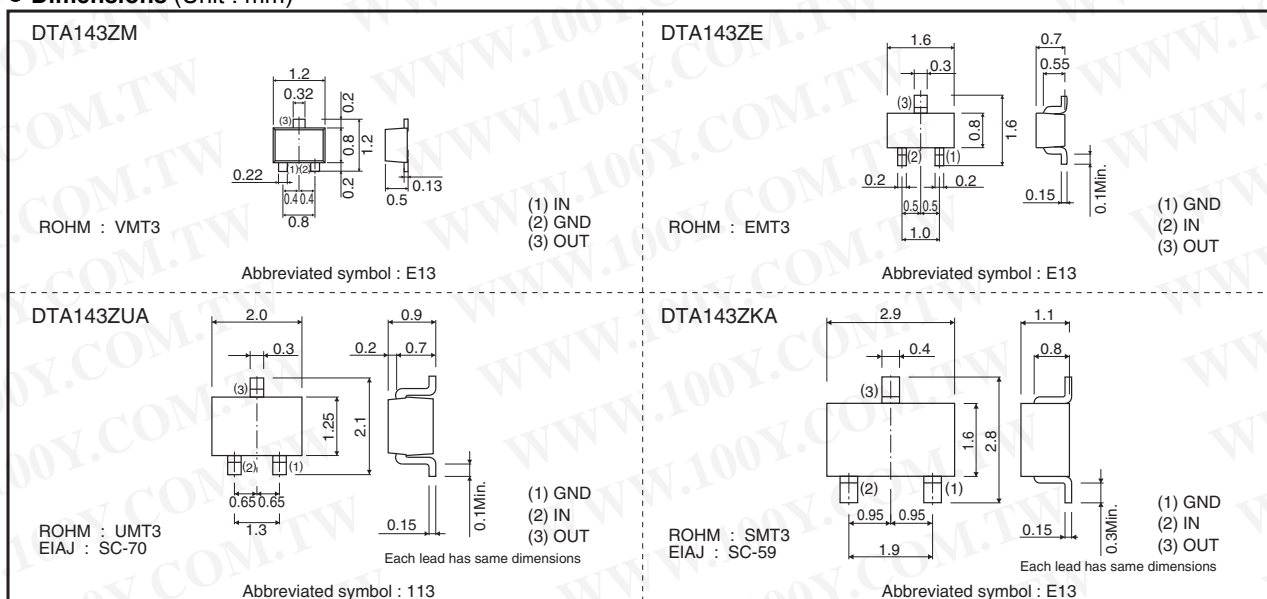 ● Dimensions (Unit : mm)
DTA143ZM
1.2
0.32
0.2
(3)
0.8
1.2
(1) (2)
0.22
0.2
0.4 0.4
0.8
0.5
0.13
(1) IN
(2) GND
(3) OUT
ROHM : VMT3
Abbreviated symbol : E13
DTA143ZE
1.6
0.3
0.7
0.55
(3)
0.8
1.6
(2)
(1)
0.2
0.2
0.5 0.5
1.0
0.15
0.1Min.
(1) GND
(2) IN
(3) OUT
ROHM : EMT3
Abbreviated symbol : E13
DTA143ZUA
2.0
0.3
0.9
0.2
0.7
(3)
1.25
2.1
(2)
(1)
0.65 0.65
1.3
0.15
0.1Min.
(1) GND
(2) IN
(3) OUT
ROHM : UMT3
EIAJ : SC-70
Each lead has same dimensions
Abbreviated symbol : 113
DTA143ZKA
2.9
0.4
1.1
0.8
(3)
1.6
2.8
(2)
(1)
0.95
0.95
1.9
0.15
0.3Min.
(1) GND
(2) IN
(3) OUT
ROHM : SMT3
EIAJ : SC-59
Each lead has same dimensions
Abbreviated symbol : E13
WWW.100Y.COM.TW